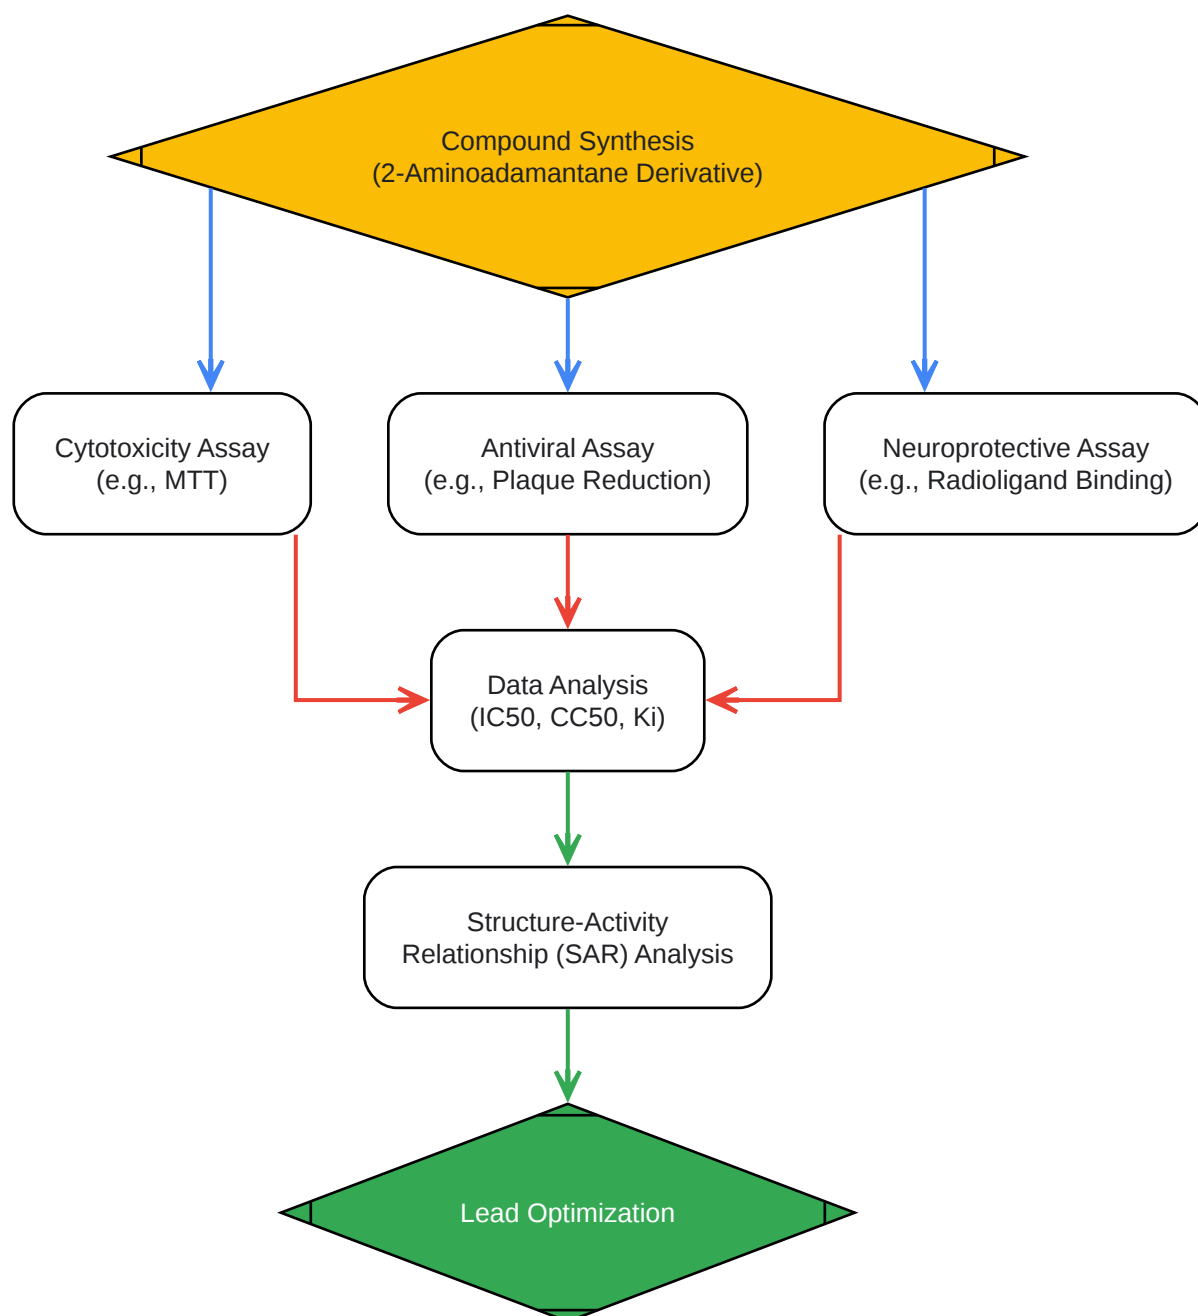 Compound Synthesis
(2-Aminoadamantane Derivative)
Cytotoxicity Assay
(e.g., MTT)
Antiviral Assay
(e.g., Plaque Reduction)
Neuroprotective Assay
(e.g., Radioligand Binding)
Data Analysis
(IC50, CC50, Ki)
Structure-Activity
Relationship (SAR) Analysis
Lead Optimization